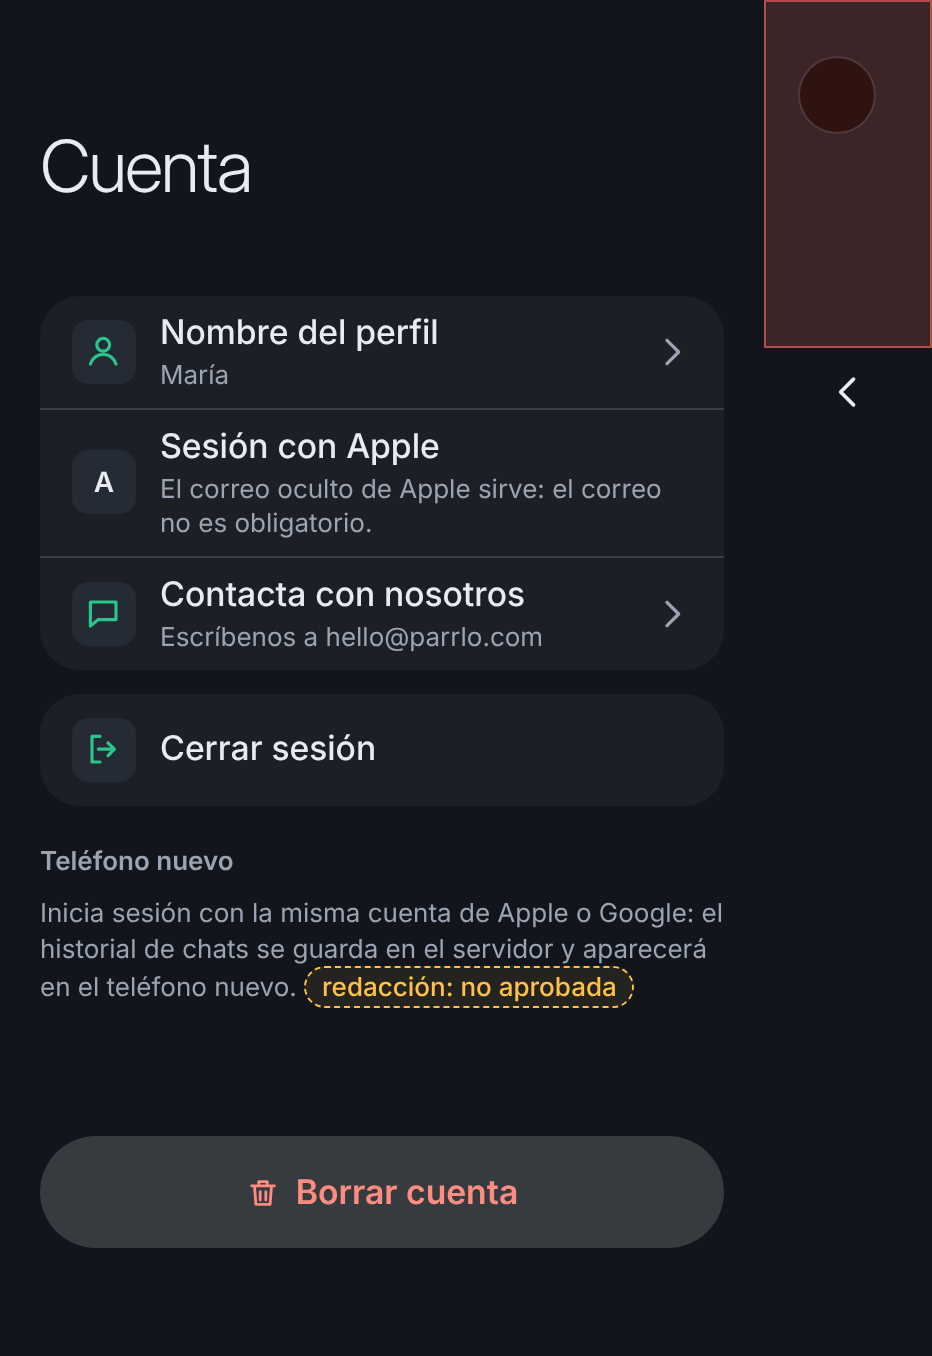 Cuenta
Nombre del perfil
María
A
Sesión con Apple
El correo oculto de Apple sirve: el correo
no es obligatorio.
Contacta con nosotros
Escríbenos a hello@parrlo.com
Cerrar sesión
Teléfono nuevo
Inicia sesión con la misma cuenta de Apple o Google: el
historial de chats se guarda en el servidor y aparecerá
en el teléfono nuevo. redacción: no aprobada
Borrar cuenta